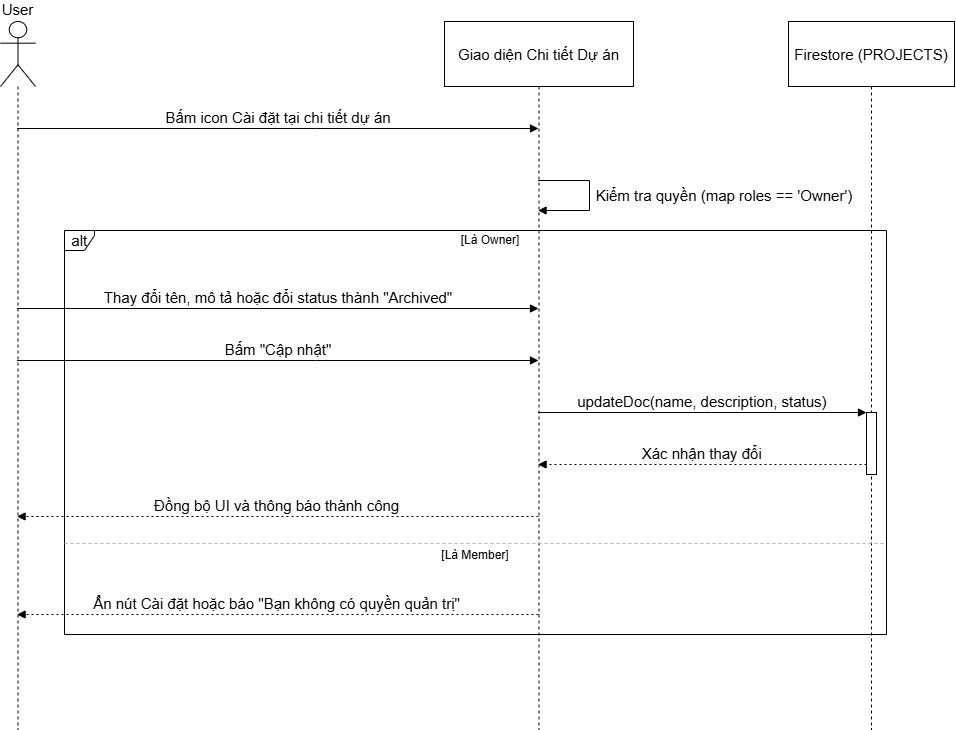 User
Giao diện Chi tiết Dự án
Firestore (PROJECTS)
Bấm icon Cài đặt tại chi tiết dự án
Kiểm tra quyền (map roles == 'Owner')
alt
[Là Owner]
Thay đổi tên, mô tả hoặc đổi status thành "Archived"
Bấm "Cập nhật"
updateDoc(name, description, status)
Xác nhận thay đổi
Đồng bộ UI và thông báo thành công
[Là Member]
Ẩn nút Cài đặt hoặc báo "Bạn không có quyền quản trị"